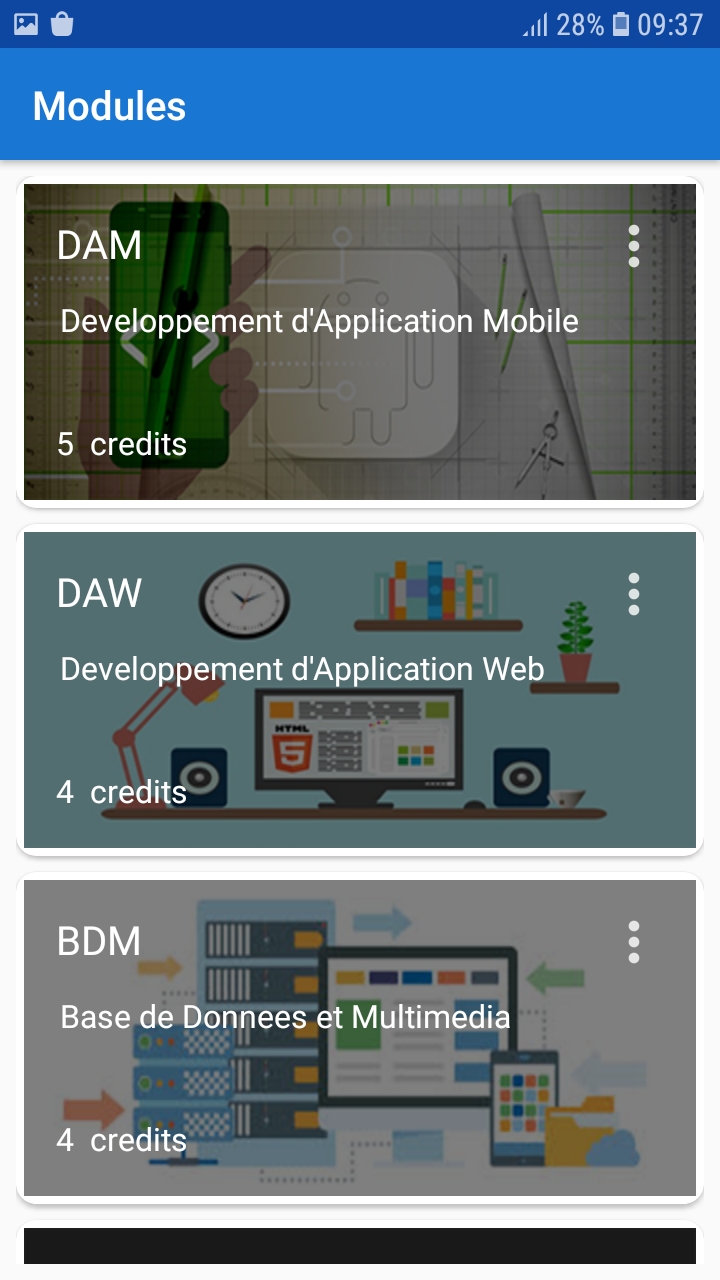 28% 09:37
Modules
DAM
Developpement d'Application Mobile
5 credits
DAW
Developpement d'Application Web
HTML
5
4 credits
BDM
Base de Donnees et Multimedia
4 credits